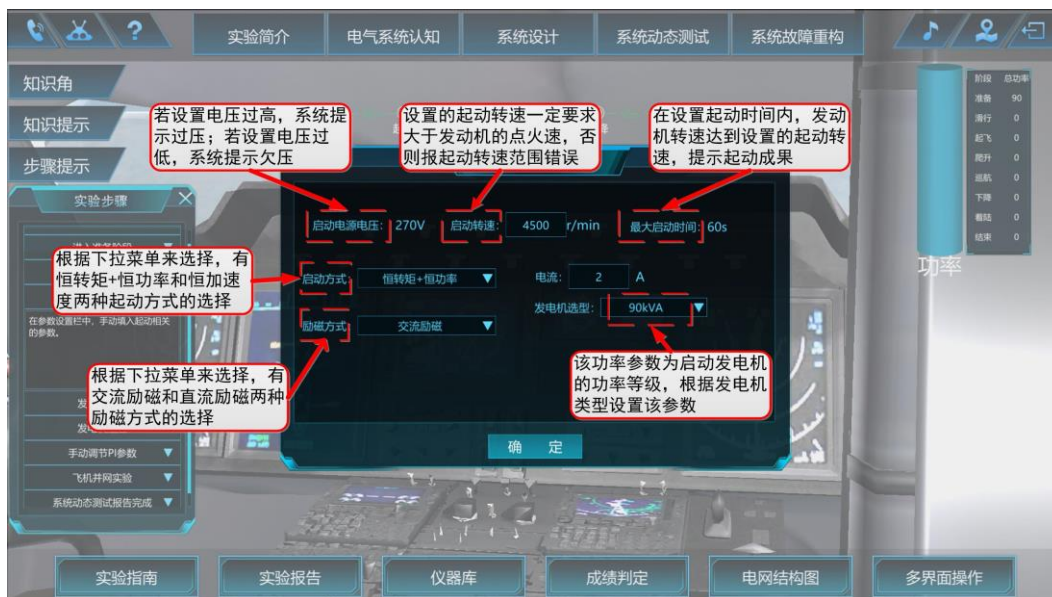 ?
实验简介
电气系统认知
系统设计
系统动态测试
系统故障重构
知识角
知识提示
步骤提示
实验步骤
在参数设置栏中，手动填入起动相关
的参数。
手动调节PI参数
飞机并网实验
系统动态测试报告完成
若设置电压过高，系统提
示过压；若设置电压过
低，系统提示欠压
设置的起动转速一定要求
大于发动机的点火速，否
则报起动转速范围错误
在设置起动时间内，发动
机转速达到设置的起动转
速，提示起动成果
启动电源电压： 270V
启动转速： 4500 r/min
最大启动时间：60s
根据下拉菜单来选择，有
恒转矩+恒功率和恒加速
度两种起动方式的选择
启动方式： 恒转矩+恒功率
电流： 2 A
发电机选型： 90kVA
励磁方式： 交流励磁
根据下拉菜单来选择，有
交流励磁和直流励磁两种
励磁方式的选择
该功率参数为启动发电机
的功率等级，根据发电机
类型设置该参数
确 定
阶段 总功率
准备 90
滑行 0
起飞 0
爬升 0
巡航 0
下降 0
着陆 0
结束 0
功率
实验指南
实验报告
仪器库
成绩判定
电网结构图
多界面操作